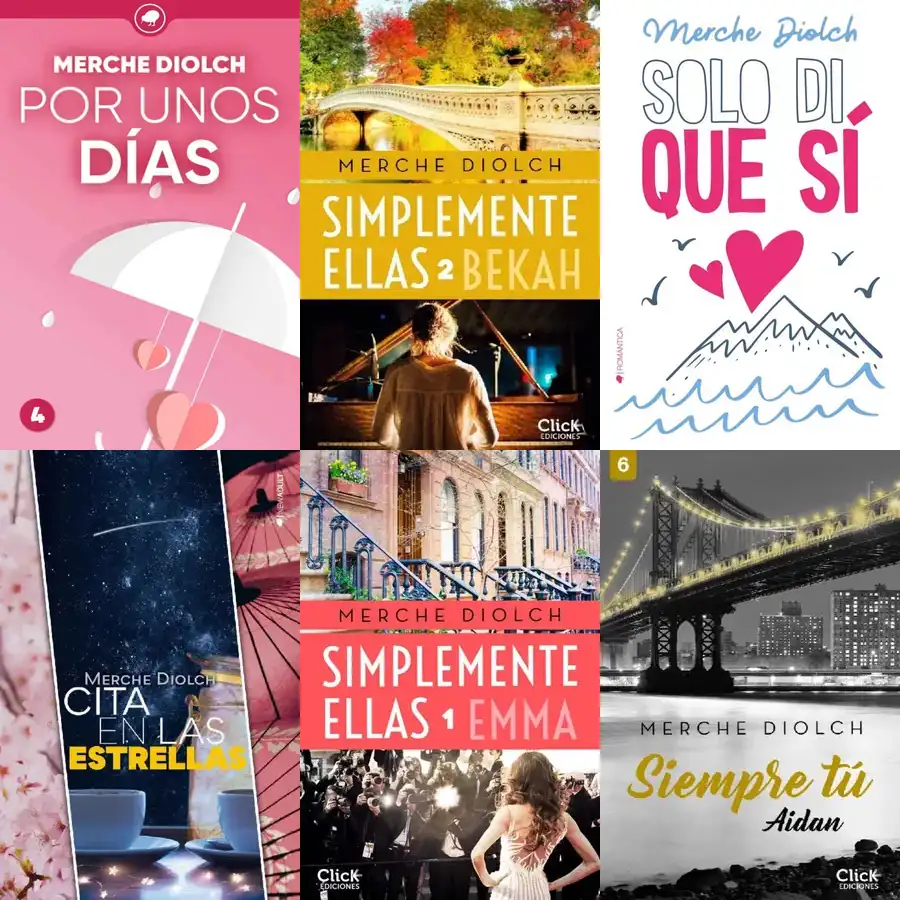 MERCHE DIOLCH
POR UNOS
DÍAS
4
MERCHE DIOLCH
SIMPLEMENTE
ELLAS 2 BEKAH
Click
EDICIONES
Merche Diolch
SOLO DI
QUE SÍ
ROMÁNTICA
NEWADULT
MERCHE DIOLCH
CITA
EN LAS
ESTRELLAS
MERCHE DIOLCH
SIMPLEMENTE
ELLAS 1 EMMA
Click
EDICIONES
6
MERCHE DIOLCH
Siempre tú
Aidan
Click
EDICIONES